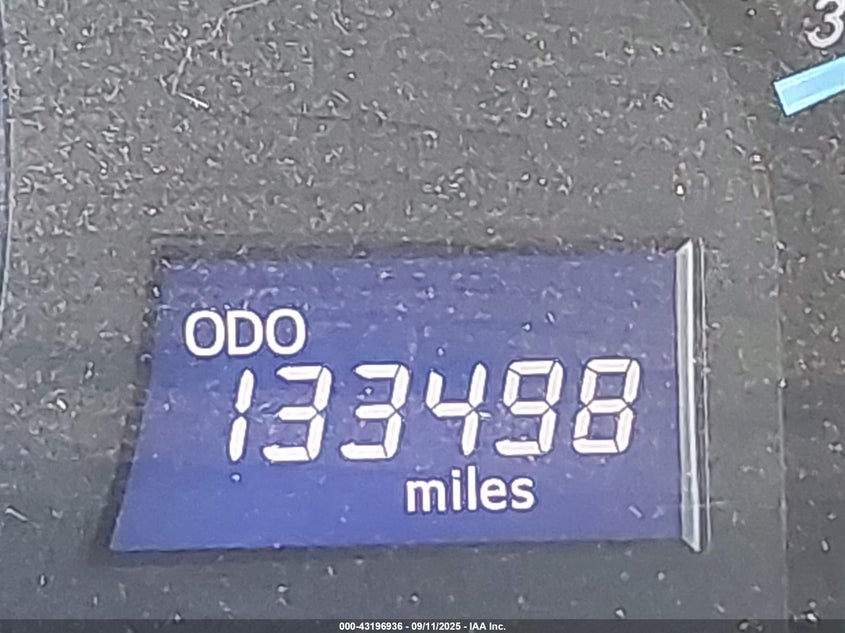 3
ODO
133498
miles
000-43196936 - 09/11/2025 - IAA Inc.